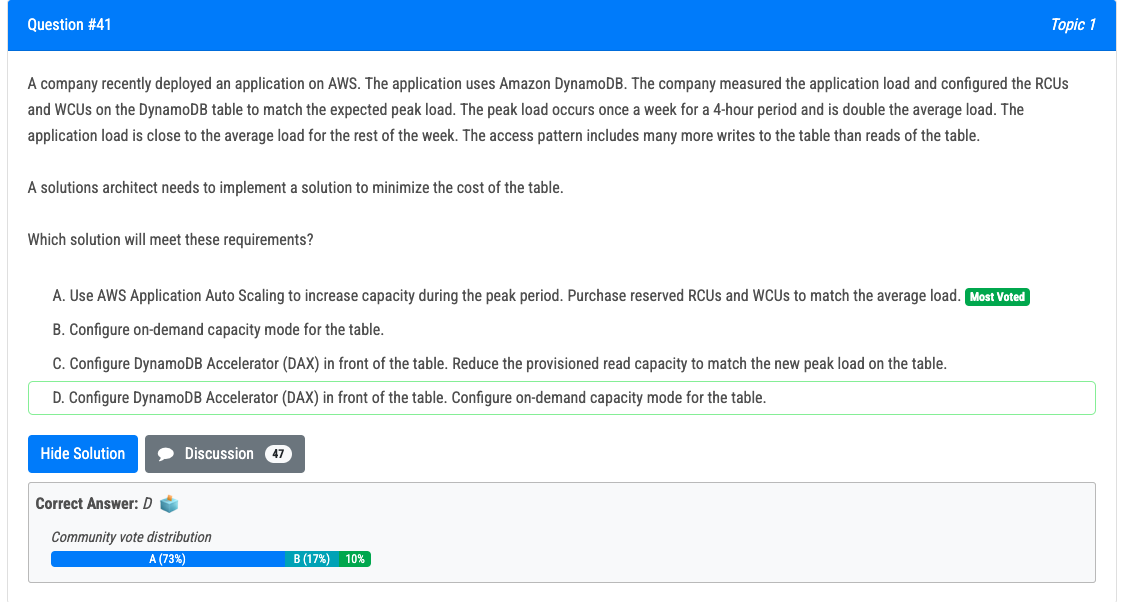 Question #41
Topic 1
A company recently deployed an application on AWS. The application uses Amazon DynamoDB. The company measured the application load and configured the RCUs
and WCUs on the DynamoDB table to match the expected peak load. The peak load occurs once a week for a 4-hour period and is double the average load. The
application load is close to the average load for the rest of the week. The access pattern includes many more writes to the table than reads of the table.
A solutions architect needs to implement a solution to minimize the cost of the table.
Which solution will meet these requirements?
A. Use AWS Application Auto Scaling to increase capacity during the peak period. Purchase reserved RCUs and WCUs to match the average load. Most Voted
B. Configure on-demand capacity mode for the table.
C. Configure DynamoDB Accelerator (DAX) in front of the table. Reduce the provisioned read capacity to match the new peak load on the table.
D. Configure DynamoDB Accelerator (DAX) in front of the table. Configure on-demand capacity mode for the table.
Hide Solution
Discussion 47
Correct Answer: D
Community vote distribution
A (73%) B (17%) 10%